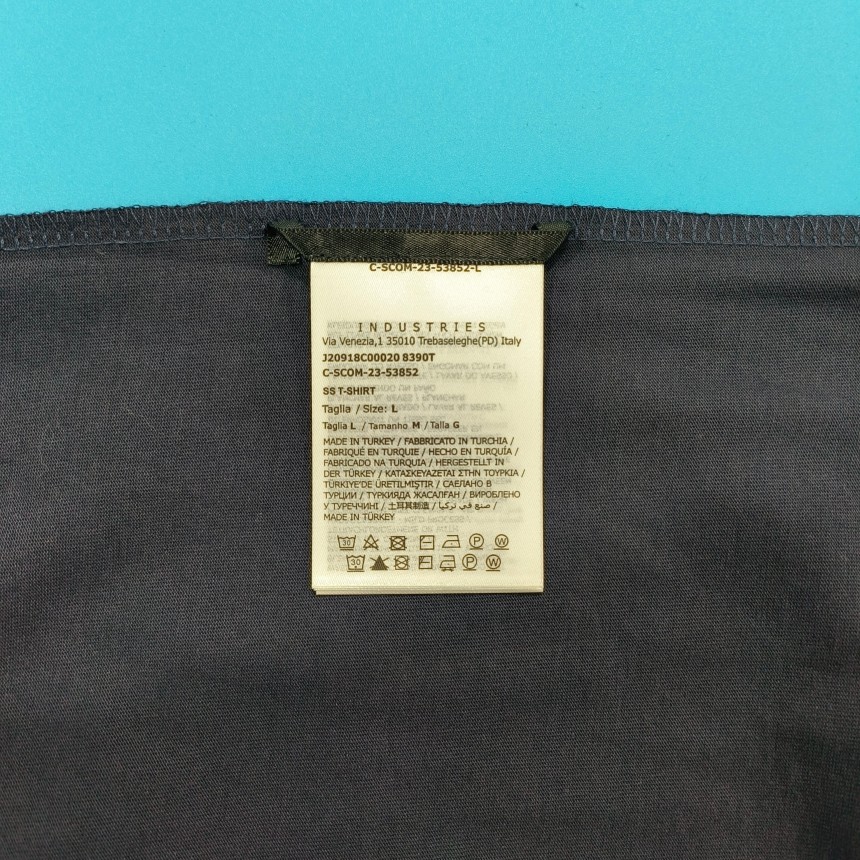 C-SCOM-23-53852-L
INDUSTRIES
Via Venezia,1 35010 Trebaseleghe(PD) Italy
J20918C00020 8390T
C-SCOM-23-53852
SS T-SHIRT
Taglia / Size: L
Taglia L / Tamanho M / Talla G
MADE IN TURKEY / FABBRICATO IN TURCHIA /
FABRIQUÉ EN TURQUIE / HECHO EN TURQUÍA /
FABRICADO NA TURQUIA / HERGESTELLT IN
DER TÜRKEY / ΚΑΤΑΣΚΕΥΑΖΕΤΑΙ ΣΤΗΝ ΤΟΥΡΚΙΑ /
TÜRKIYE'DE ÜRETILMIŞTIR / СДЕЛАНО В
ТУРЦИИ / ТҮРКИЯДА ЖАСАЛҒАН / ВИРОБЛЕНО
У ТУРЕЧЧИНІ / 土耳其制造 / صنع في تركيا /
MADE IN TÜRKEY
30 P W
30 P W